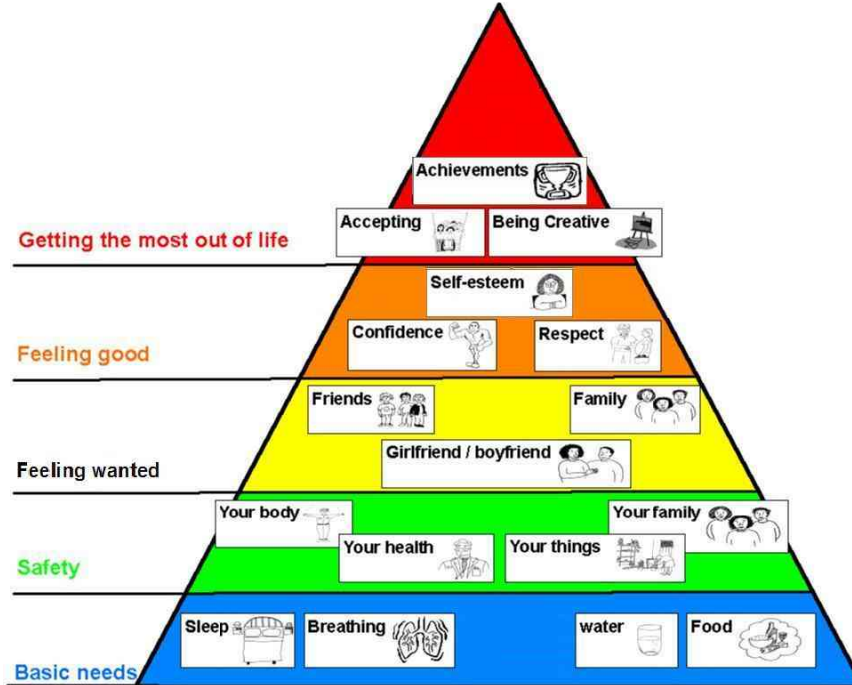 Achievements
Accepting
Being Creative
Getting the most out of life
Self-esteem
Confidence
Respect
Feeling good
Friends
Family
Girlfriend / boyfriend
Feeling wanted
Your body
Your family
Your health
Your things
Safety
Sleep
Breathing
water
Food
Basic needs